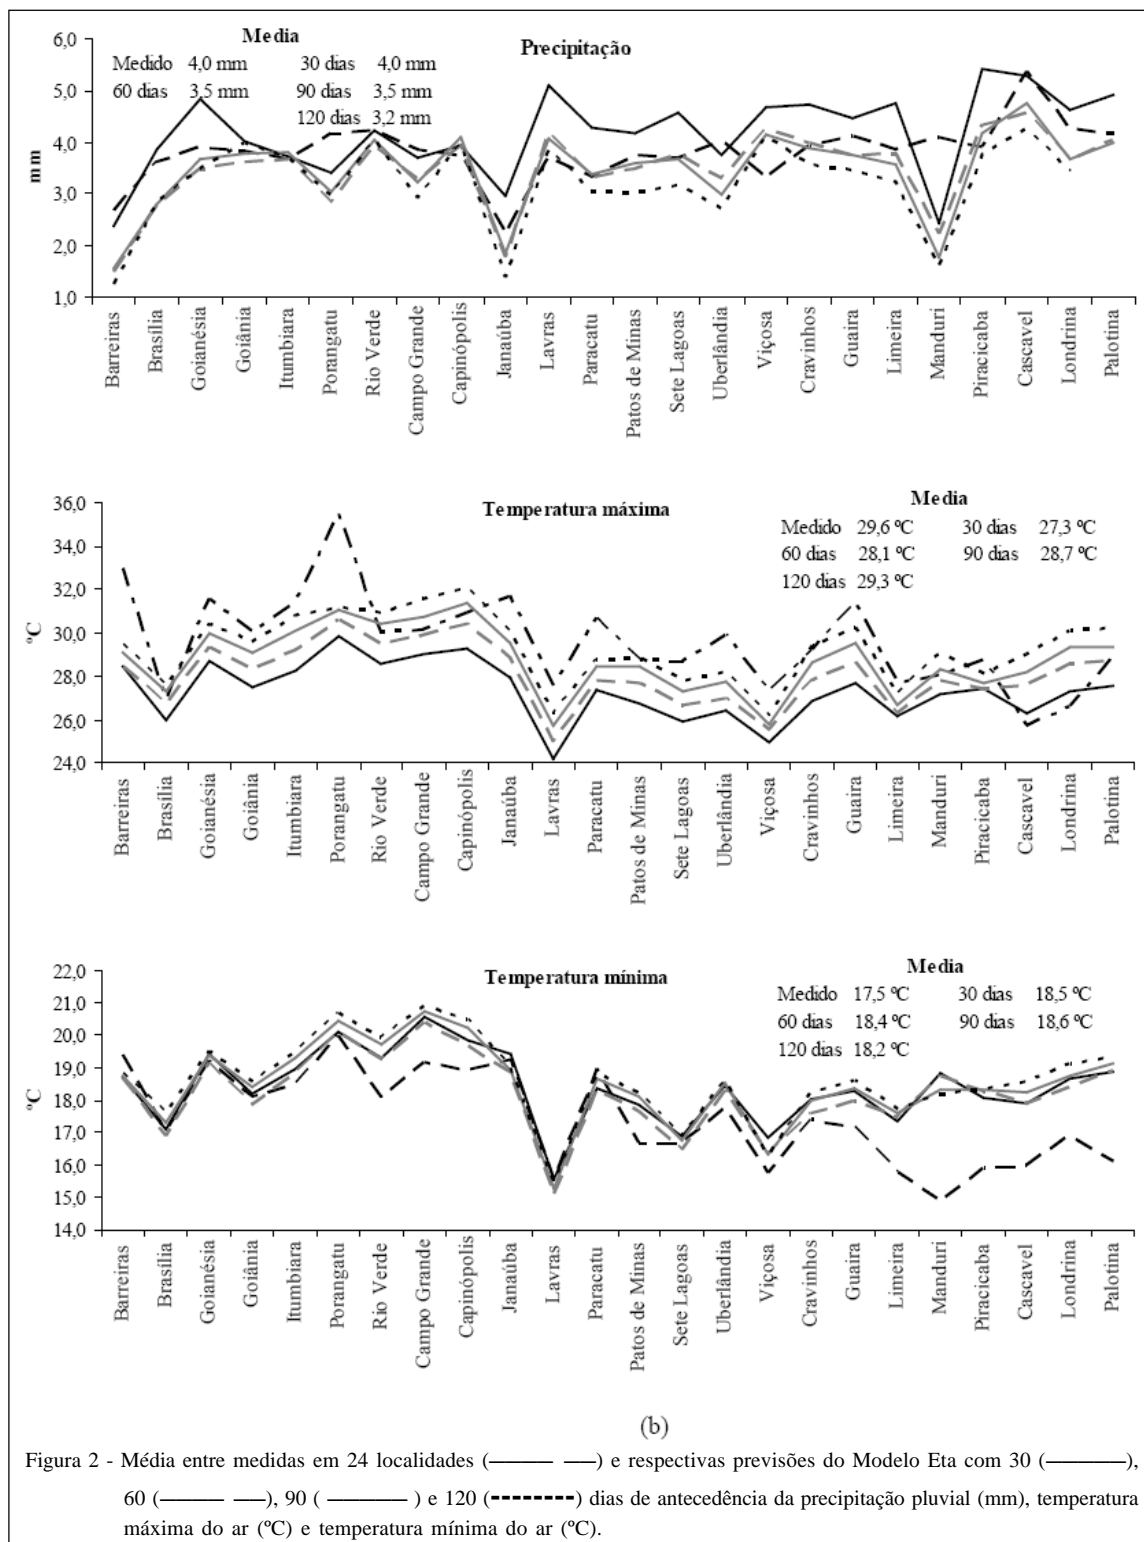 Media
Precipitação
Medido 4,0 mm 30 dias 4,0 mm
60 dias 3,5 mm 90 dias 3,5 mm
120 dias 3,2 mm
6,0
5,0
4,0
3,0
2,0
1,0
mm
Barreiras
Brasília
Goianésia
Goiânia
Itumbiara
Porangatu
Rio Verde
Campo Grande
Capinópolis
Janaúba
Lavras
Paracatu
Patos de Minas
Sete Lagoas
Uberlândia
Viçosa
Cravinhos
Guaira
Limeira
Manduri
Piracicaba
Cascavel
Londrina
Palotina
Temperatura máxima
Media
Medido 29,6 ºC 30 dias 27,3 ºC
60 dias 28,1 ºC 90 dias 28,7 ºC
120 dias 29,3 ºC
36,0
34,0
32,0
30,0
28,0
26,0
24,0
ºC
Barreiras
Brasília
Goianésia
Goiânia
Itumbiara
Porangatu
Rio Verde
Campo Grande
Capinópolis
Janaúba
Lavras
Paracatu
Patos de Minas
Sete Lagoas
Uberlândia
Viçosa
Cravinhos
Guaira
Limeira
Manduri
Piracicaba
Cascavel
Londrina
Palotina
Temperatura mínima
Media
Medido 17,5 ºC 30 dias 18,5 ºC
60 dias 18,4 ºC 90 dias 18,6 ºC
120 dias 18,2 ºC
22,0
21,0
20,0
19,0
18,0
17,0
16,0
15,0
14,0
ºC
Barreiras
Brasília
Goianésia
Goiânia
Itumbiara
Porangatu
Rio Verde
Campo Grande
Capinópolis
Janaúba
Lavras
Paracatu
Patos de Minas
Sete Lagoas
Uberlândia
Viçosa
Cravinhos
Guaira
Limeira
Manduri
Piracicaba
Cascavel
Londrina
Palotina
(b)
Figura 2 - Média entre medidas em 24 localidades (——— ——) e respectivas previsões do Modelo Eta com 30 (————),
60 (——— ——), 90 ( ———— ) e 120 (---------) dias de antecedência da precipitação pluvial (mm), temperatura
máxima do ar (ºC) e temperatura mínima do ar (ºC).